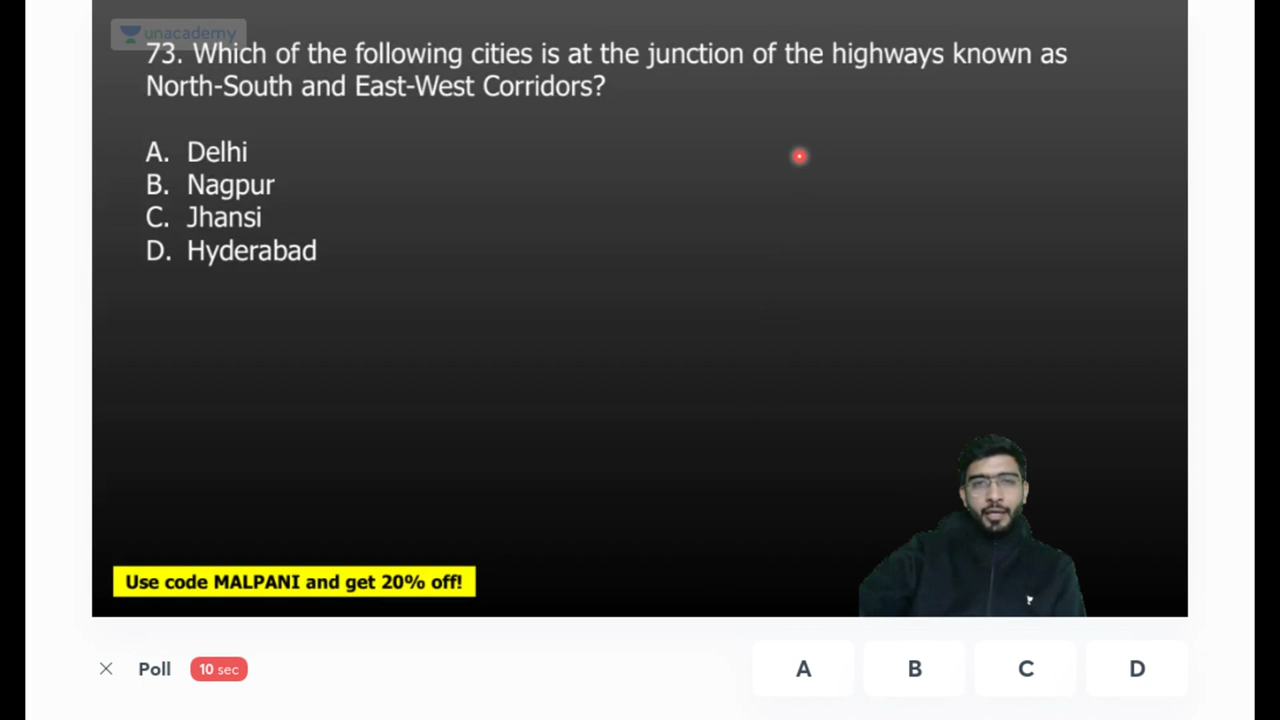 unacademy
73. Which of the following cities is at the junction of the highways known as
North-South and East-West Corridors?
A. Delhi
B. Nagpur
C. Jhansi
D. Hyderabad
Use code MALPANI and get 20% off!
Poll 10 sec A B C D